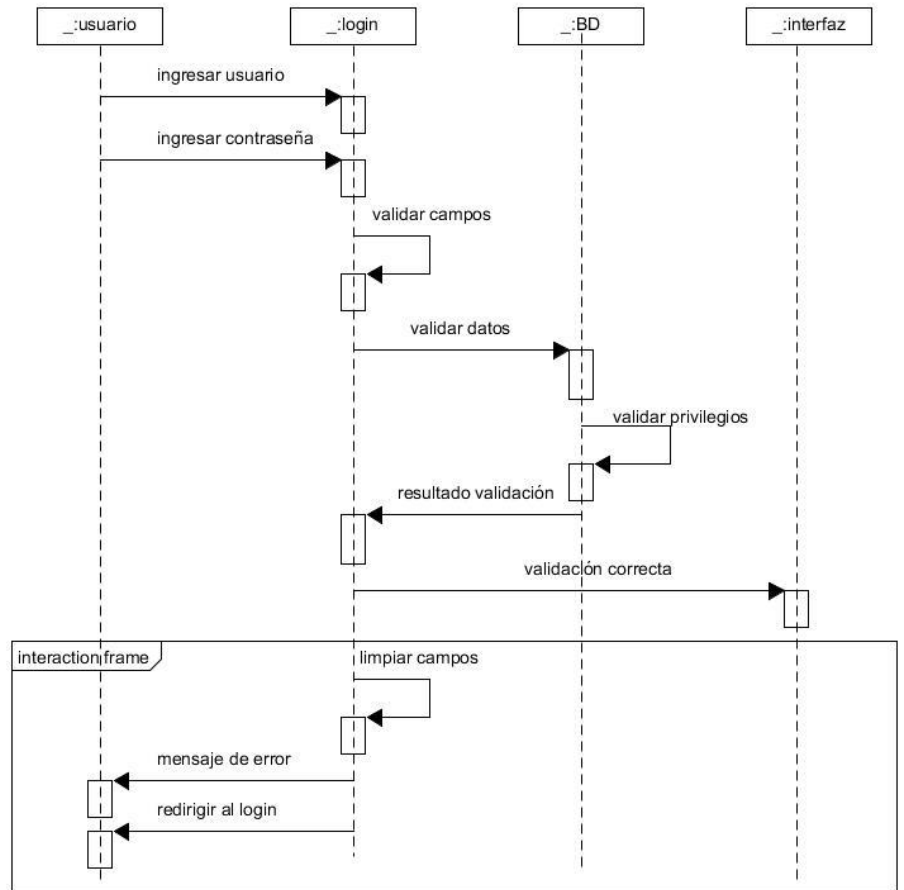 _:usuario
_:login
_:BD
_:interfaz
ingresar usuario
ingresar contraseña
validar campos
validar datos
validar privilegios
resultado validación
validación correcta
interaction frame
limpiar campos
mensaje de error
redirigir al login